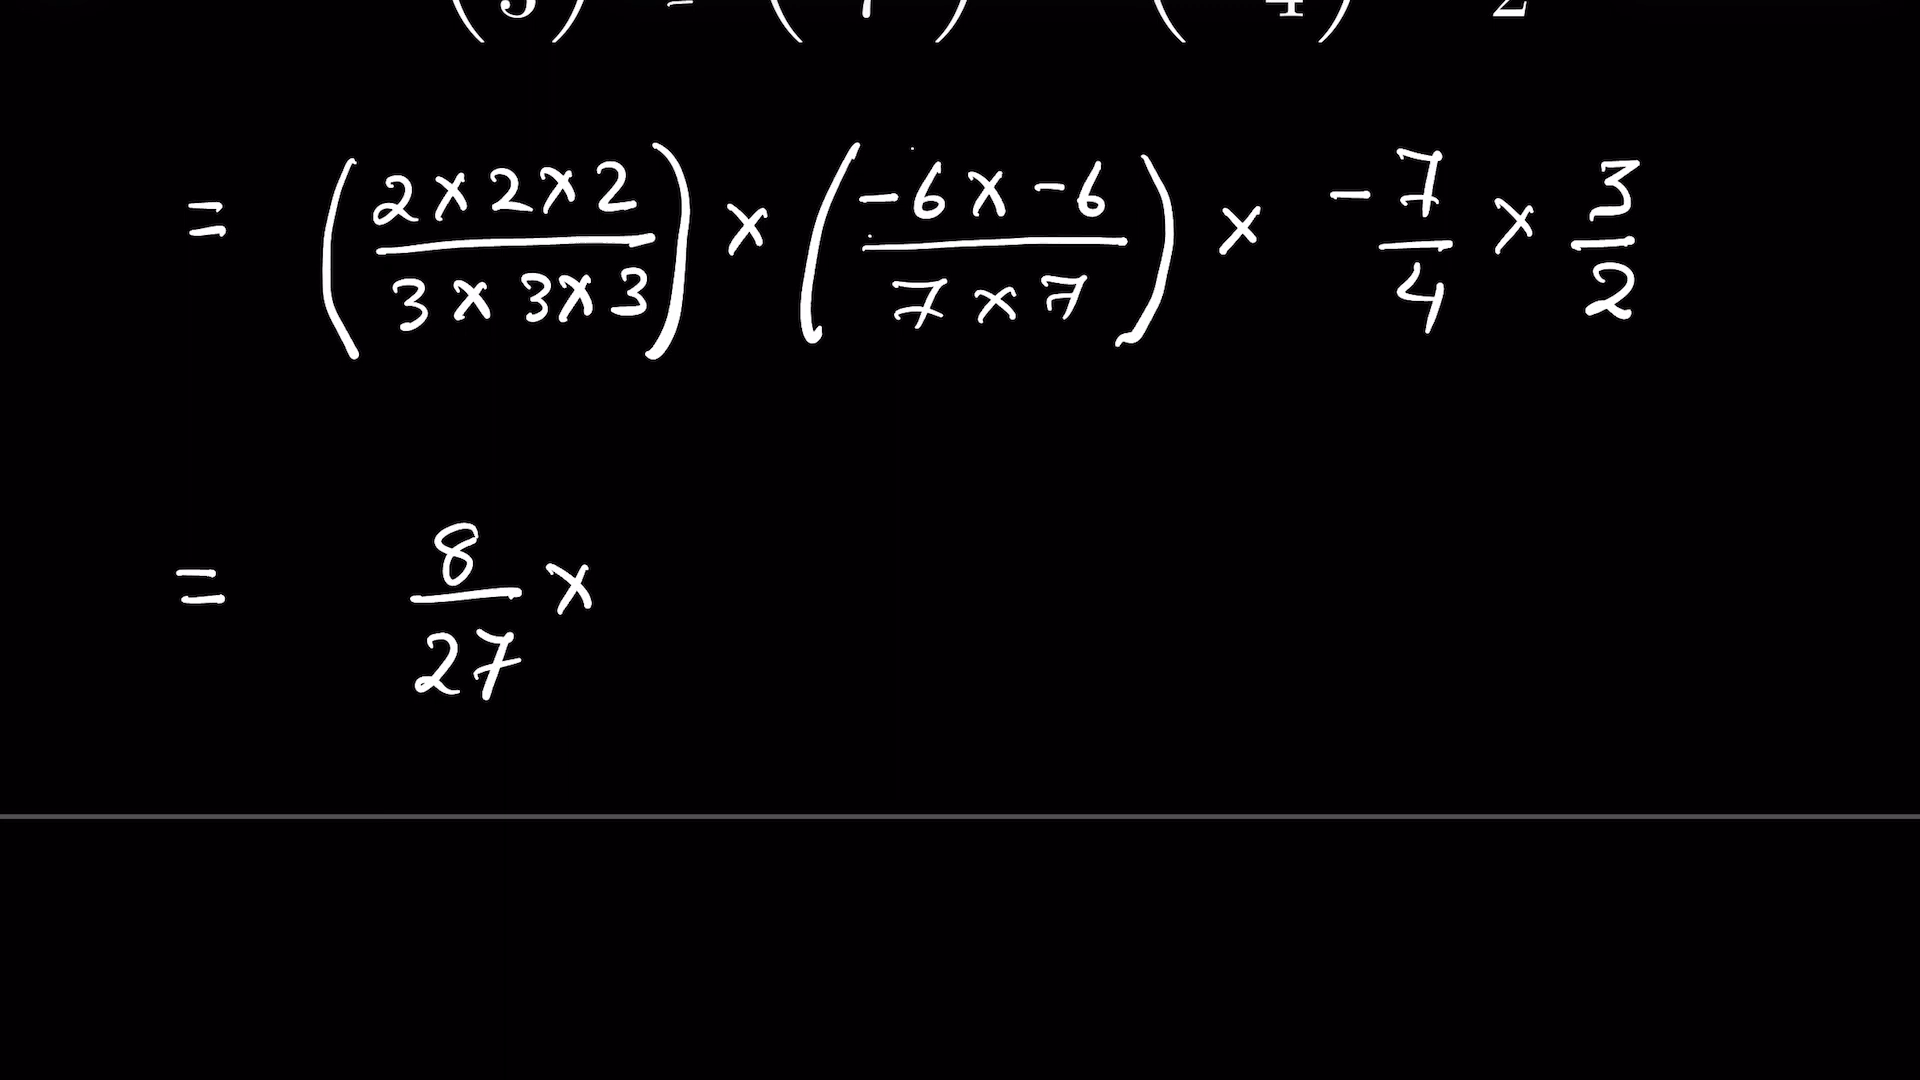 = (2×2×2 / 3×3×3) × (-6×-6 / 7×7) × -7/4 × 3/2
= 8/27 ×